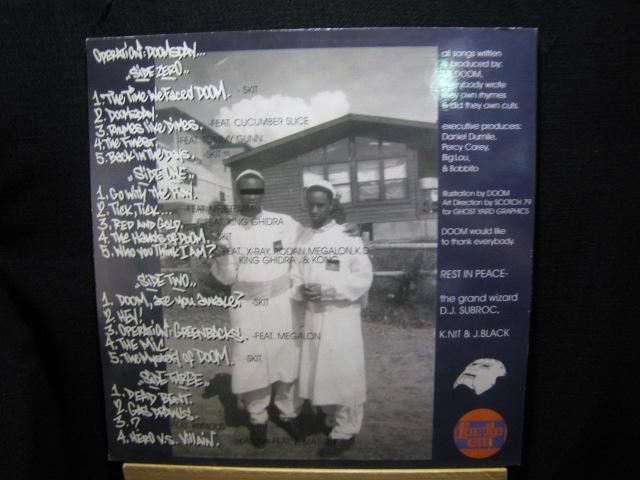 OPERATION: DOOMSDAY...
"SIDE ZERO"
1. The Time We Faced DOOM. - SKIT
2. DOOMSDAY.
3. Rhymes Like Dimes. -FEAT. CUCUMBER SLICE
4. The Finest. -FEAT. TOMMY GUNN
5. Back in the Days. - SKIT
"SIDE ONE"
1. Go with the Flow.
2. Tick, Tick...
3. RED AND GOLD. KING GHIDRA
4. The Hands of DOOM. SKIT
5. Who You Think I Am? FEAT. X-RAY, RODAN, MEGALON, K.D.
KING GHIDRA, & KONG
"SIDE TWO"
1. DOOM, are you awake? -SKIT
2. HEY!
3. OPERATION: GREENBACKS. -FEAT. MEGALON
4. THE MIC.
5. The Mystery of DOOM. -SKIT
"SIDE THREE"
1. DEAD BENT.
2. GAS DRAWS.
3. ?
4. HERO V.S. VILLAIN.
all songs written
& produced by:
DOOM,
everybody wrote
they own rhymes
& did they own cuts.
executive producers:
Daniel Dumile,
Percy Carey,
Big Lou,
& Bobbito
Illustration by DOOM
Art Direction by SCOTCH 79
for GHOST YARD GRAPHICS
DOOM would like
to thank everybody.
REST IN PEACE-
the grand wizard
D.J. SUBROC,
K.NIT & J.BLACK
fondle
'em